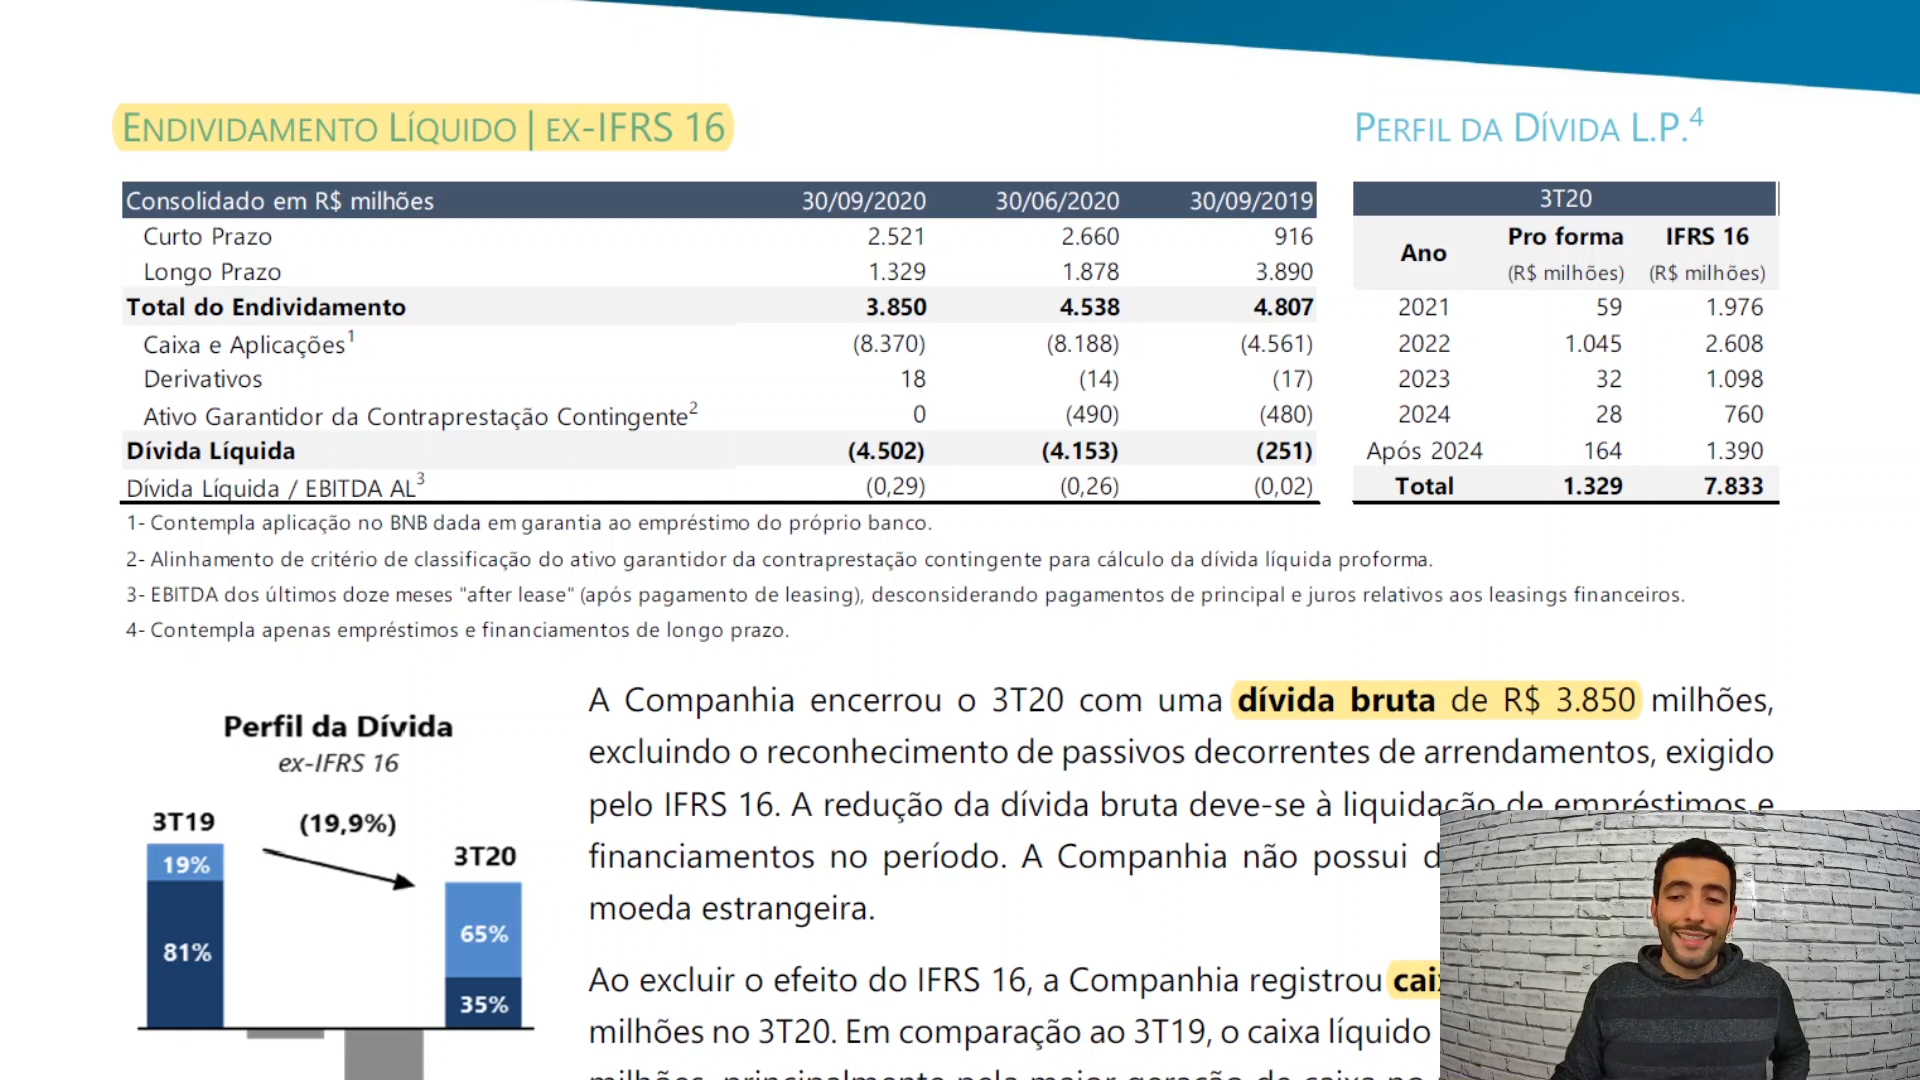 ENDIVIDAMENTO LÍQUIDO | EX-IFRS 16
Consolidado em R$ milhões 30/09/2020 30/06/2020 30/09/2019
Curto Prazo 2.521 2.660 916
Longo Prazo 1.329 1.878 3.890
Total do Endividamento 3.850 4.538 4.807
Caixa e Aplicações1 (8.370) (8.188) (4.561)
Derivativos 18 (14) (17)
Ativo Garantidor da Contraprestação Contingente2 0 (490) (480)
Dívida Líquida (4.502) (4.153) (251)
Dívida Líquida / EBITDA AL3 (0,29) (0,26) (0,02)
PERFIL DA DÍVIDA L.P.4
3T20
Ano Pro forma IFRS 16
(R$ milhões) (R$ milhões)
2021 59 1.976
2022 1.045 2.608
2023 32 1.098
2024 28 760
Após 2024 164 1.390
Total 1.329 7.833
1- Contempla aplicação no BNB dada em garantia ao empréstimo do próprio banco.
2- Alinhamento de critério de classificação do ativo garantidor da contraprestação contingente para cálculo da dívida líquida proforma.
3- EBITDA dos últimos doze meses "after lease" (após pagamento de leasing), desconsiderando pagamentos de principal e juros relativos aos leasings financeiros.
4- Contempla apenas empréstimos e financiamentos de longo prazo.
Perfil da Dívida
ex-IFRS 16
3T19 (19,9%) 3T20
19%
81%
65%
35%
A Companhia encerrou o 3T20 com uma dívida bruta de R$ 3.850 milhões,
excluindo o reconhecimento de passivos decorrentes de arrendamentos, exigido
pelo IFRS 16. A redução da dívida bruta deve-se à liquidação de empréstimos e
financiamentos no período. A Companhia não possui
moeda estrangeira.
Ao excluir o efeito do IFRS 16, a Companhia registrou
milhões no 3T20. Em comparação ao 3T19, o caixa líquido
milhões, principalmente pela maior geração de caixa no